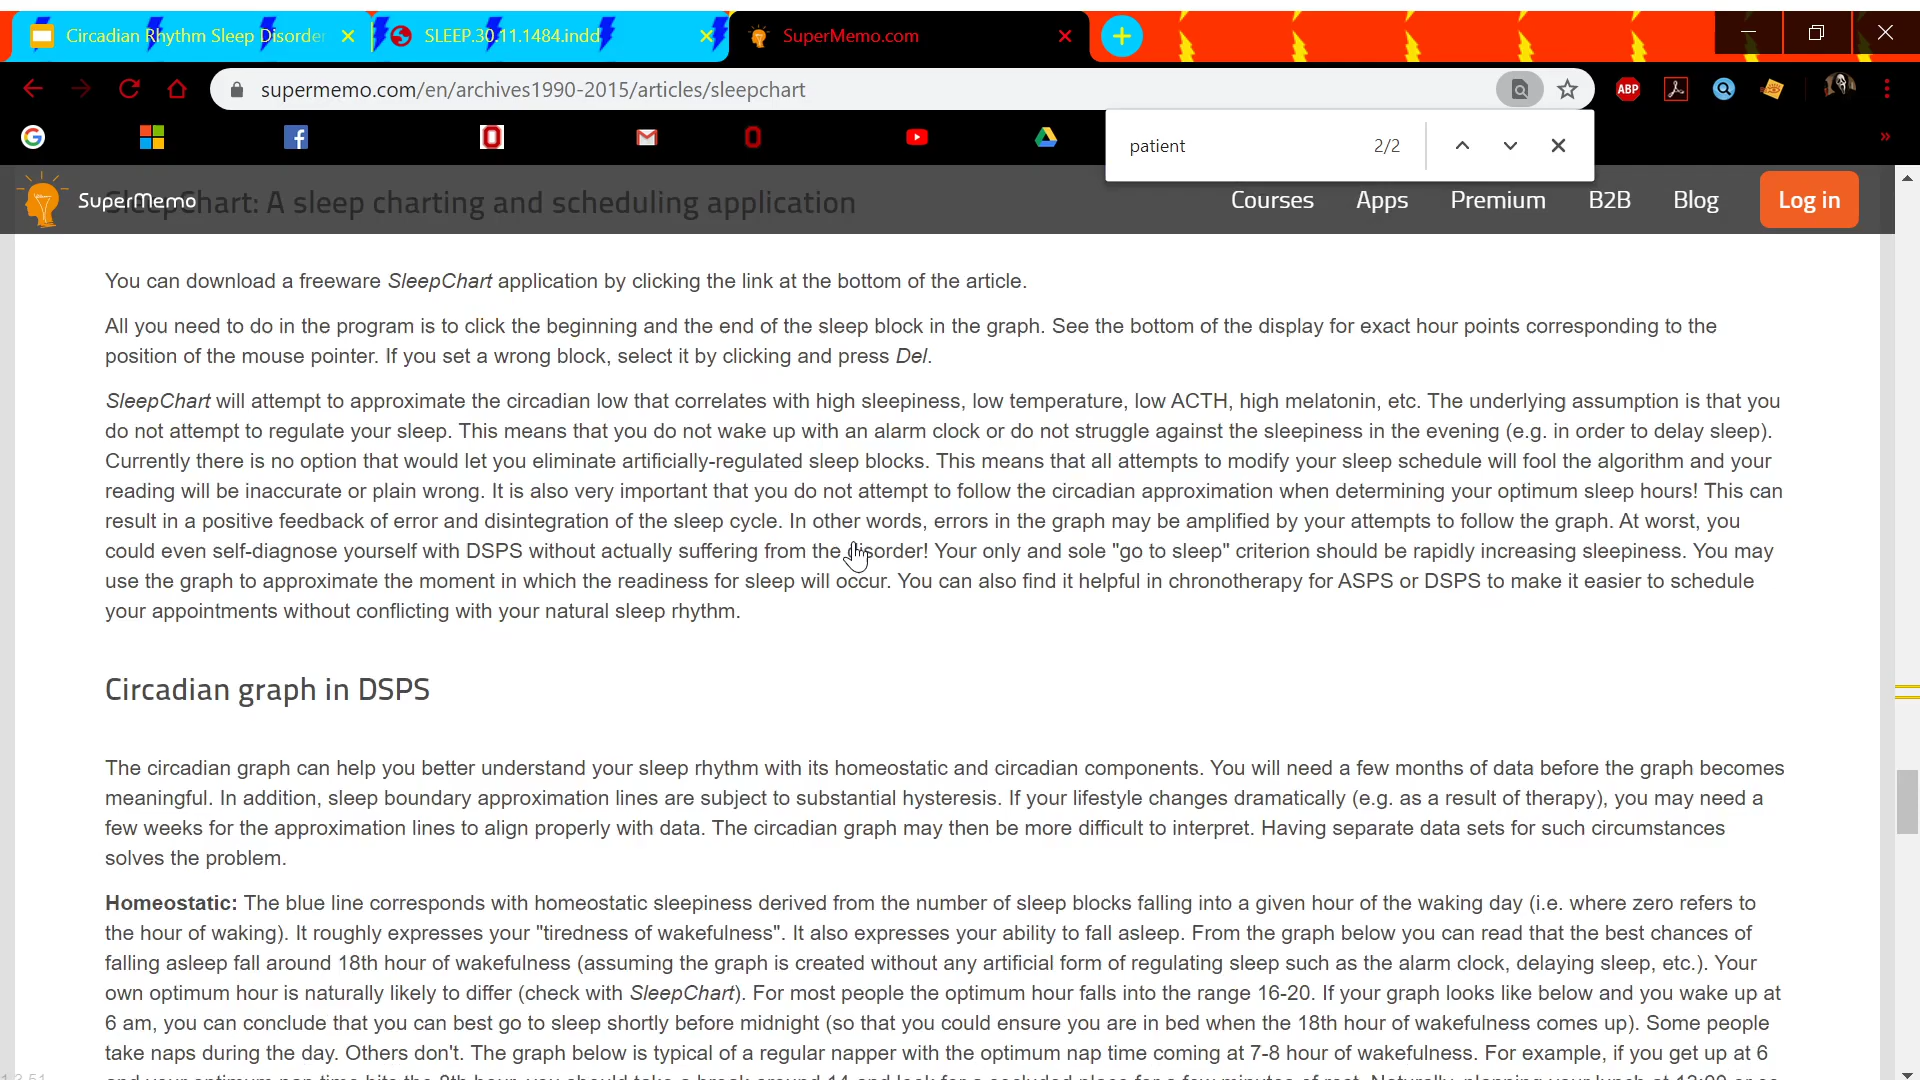 Circadian Rhythm Sleep Disorder
SLEEP.30.11.1484.indd
SuperMemo.com
supermemo.com/en/archives1990-2015/articles/sleepchart
ABP
patient 2/2
SuperMemo
SleepChart: A sleep charting and scheduling application
Courses Apps Premium B2B Blog Log in
You can download a freeware SleepChart application by clicking the link at the bottom of the article.
All you need to do in the program is to click the beginning and the end of the sleep block in the graph. See the bottom of the display for exact hour points corresponding to the
position of the mouse pointer. If you set a wrong block, select it by clicking and press Del.
SleepChart will attempt to approximate the circadian low that correlates with high sleepiness, low temperature, low ACTH, high melatonin, etc. The underlying assumption is that you
do not attempt to regulate your sleep. This means that you do not wake up with an alarm clock or do not struggle against the sleepiness in the evening (e.g. in order to delay sleep).
Currently there is no option that would let you eliminate artificially-regulated sleep blocks. This means that all attempts to modify your sleep schedule will fool the algorithm and your
reading will be inaccurate or plain wrong. It is also very important that you do not attempt to follow the circadian approximation when determining your optimum sleep hours! This can
result in a positive feedback of error and disintegration of the sleep cycle. In other words, errors in the graph may be amplified by your attempts to follow the graph. At worst, you
could even self-diagnose yourself with DSPS without actually suffering from the disorder! Your only and sole "go to sleep" criterion should be rapidly increasing sleepiness. You may
use the graph to approximate the moment in which the readiness for sleep will occur. You can also find it helpful in chronotherapy for ASPS or DSPS to make it easier to schedule
your appointments without conflicting with your natural sleep rhythm.
Circadian graph in DSPS
The circadian graph can help you better understand your sleep rhythm with its homeostatic and circadian components. You will need a few months of data before the graph becomes
meaningful. In addition, sleep boundary approximation lines are subject to substantial hysteresis. If your lifestyle changes dramatically (e.g. as a result of therapy), you may need a
few weeks for the approximation lines to align properly with data. The circadian graph may then be more difficult to interpret. Having separate data sets for such circumstances
solves the problem.
Homeostatic: The blue line corresponds with homeostatic sleepiness derived from the number of sleep blocks falling into a given hour of the waking day (i.e. where zero refers to
the hour of waking). It roughly expresses your "tiredness of wakefulness". It also expresses your ability to fall asleep. From the graph below you can read that the best chances of
falling asleep fall around 18th hour of wakefulness (assuming the graph is created without any artificial form of regulating sleep such as the alarm clock, delaying sleep, etc.). Your
own optimum hour is naturally likely to differ (check with SleepChart). For most people the optimum hour falls into the range 16-20. If your graph looks like below and you wake up at
6 am, you can conclude that you can best go to sleep shortly before midnight (so that you could ensure you are in bed when the 18th hour of wakefulness comes up). Some people
take naps during the day. Others don't. The graph below is typical of a regular napper with the optimum nap time coming at 7-8 hour of wakefulness. For example, if you get up at 6